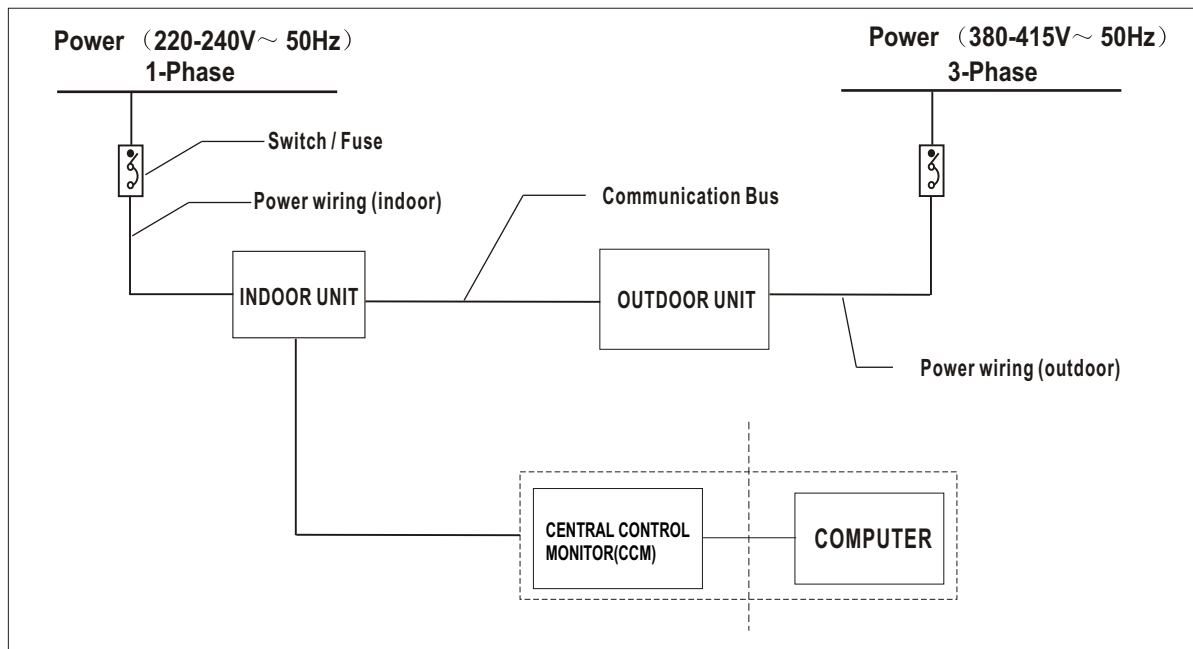 Power （220-240V～ 50Hz）
1-Phase
Power （380-415V～ 50Hz）
3-Phase
Switch / Fuse
Power wiring (indoor)
Communication Bus
INDOOR UNIT
OUTDOOR UNIT
Power wiring (outdoor)
CENTRAL CONTROL
MONITOR(CCM)
COMPUTER